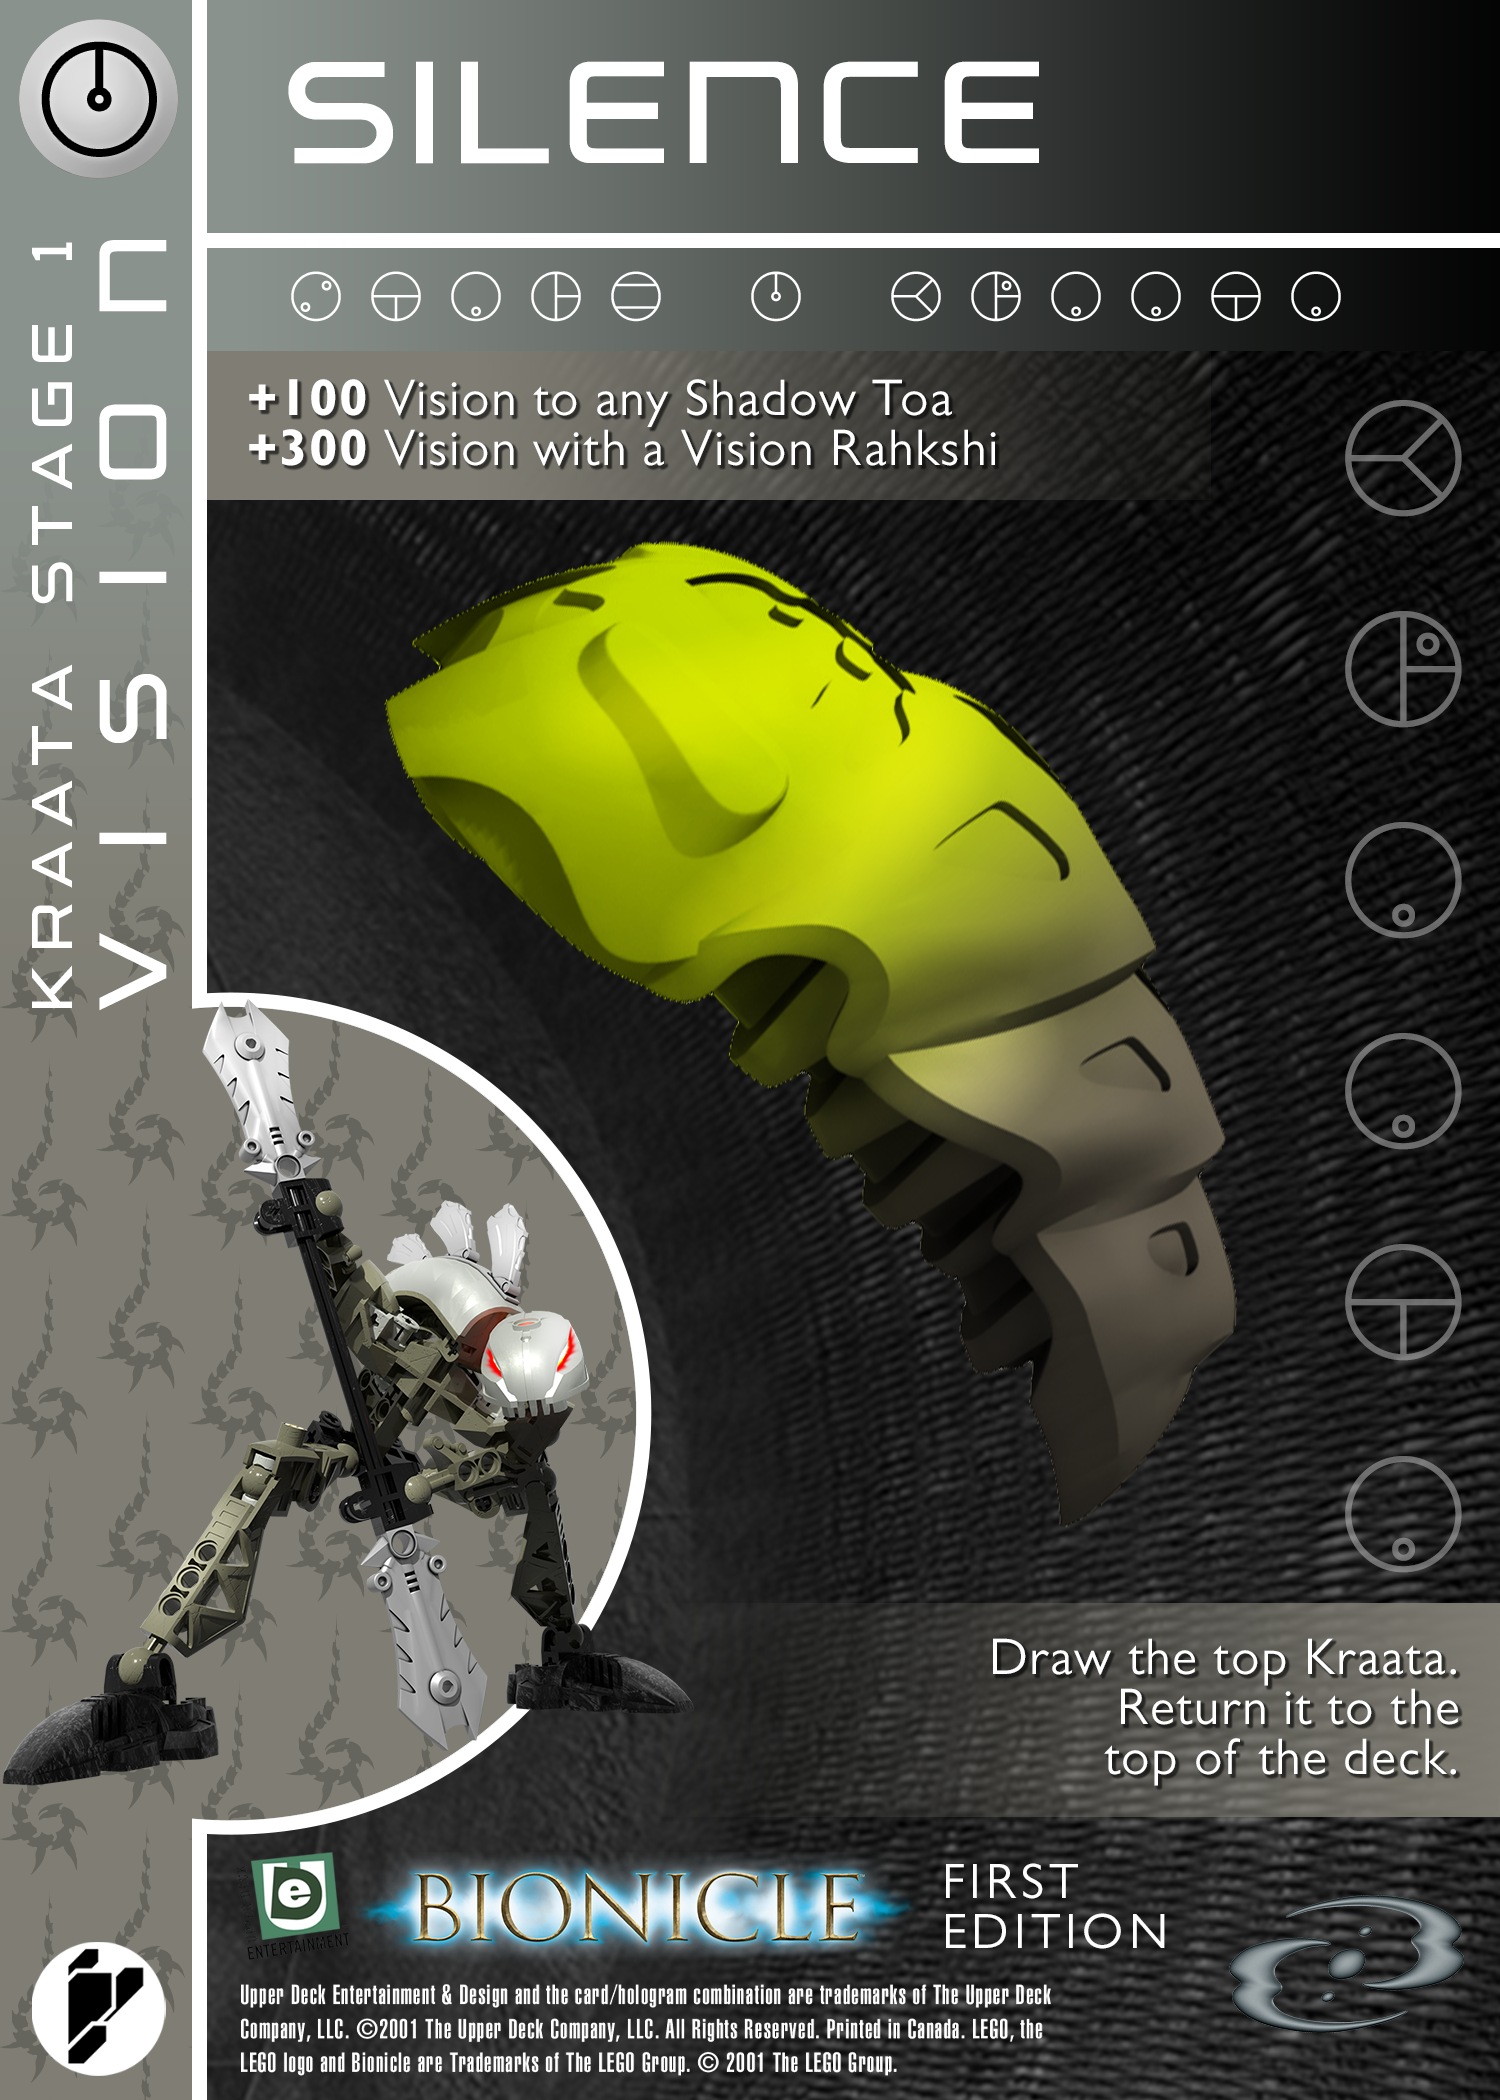 SILENCE
+100 Vision to any Shadow Toa
+300 Vision with a Vision Rahkshi
KRAATA STAGE 1
VISION
Draw the top Kraata.
Return it to the
top of the deck.
e
ENTERTAINMENT
BIONICLE
FIRST
EDITION
Upper Deck Entertainment & Design and the card/hologram combination are trademarks of The Upper Deck
Company, LLC. ©2001 The Upper Deck Company, LLC. All Rights Reserved. Printed in Canada. LEGO, the
LEGO logo and Bionicle are Trademarks of The LEGO Group. © 2001 The LEGO Group.